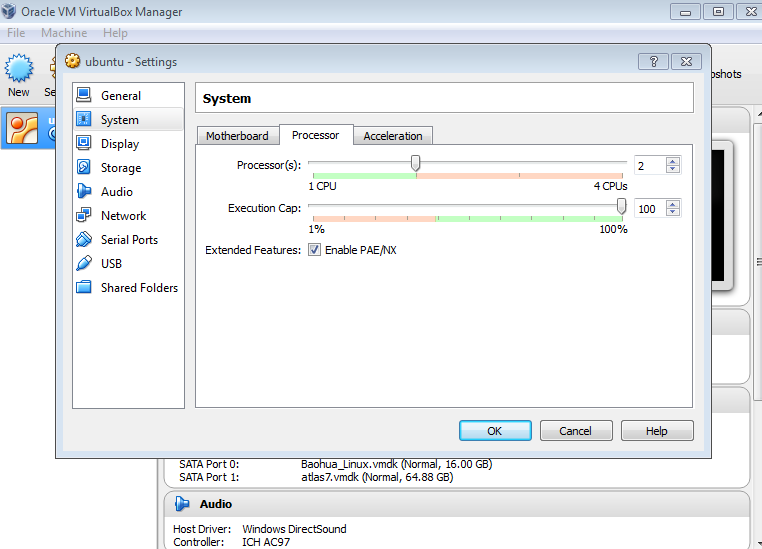 Oracle VM VirtualBox Manager
File Machine Help
New
ubuntu - Settings
?
General
System
Display
Storage
Audio
Network
Serial Ports
USB
Shared Folders
System
Motherboard Processor Acceleration
Processor(s): 2
1 CPU 4 CPUs
Execution Cap: 100
1% 100%
Extended Features: Enable PAE/NX
OK Cancel Help
SATA Port 0: Baohua_Linux.vmdk (Normal, 16.00 GB)
SATA Port 1: atlas7.vmdk (Normal, 64.88 GB)
Audio
Host Driver: Windows DirectSound
Controller: ICH AC97